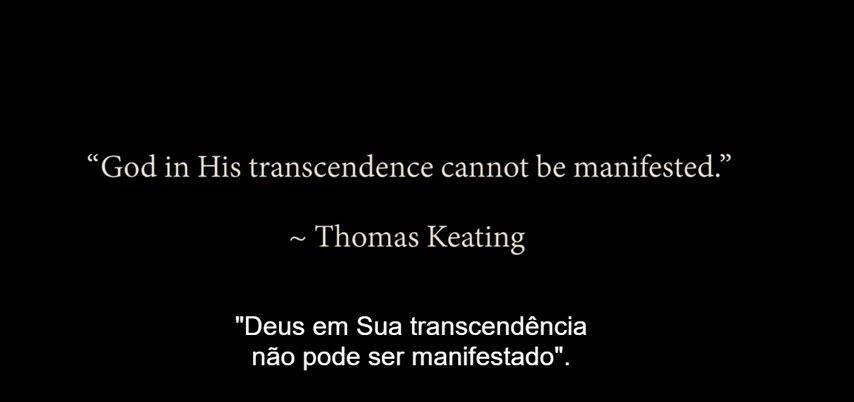 “God in His transcendence cannot be manifested.”
~ Thomas Keating
"Deus em Sua transcendência
não pode ser manifestado".